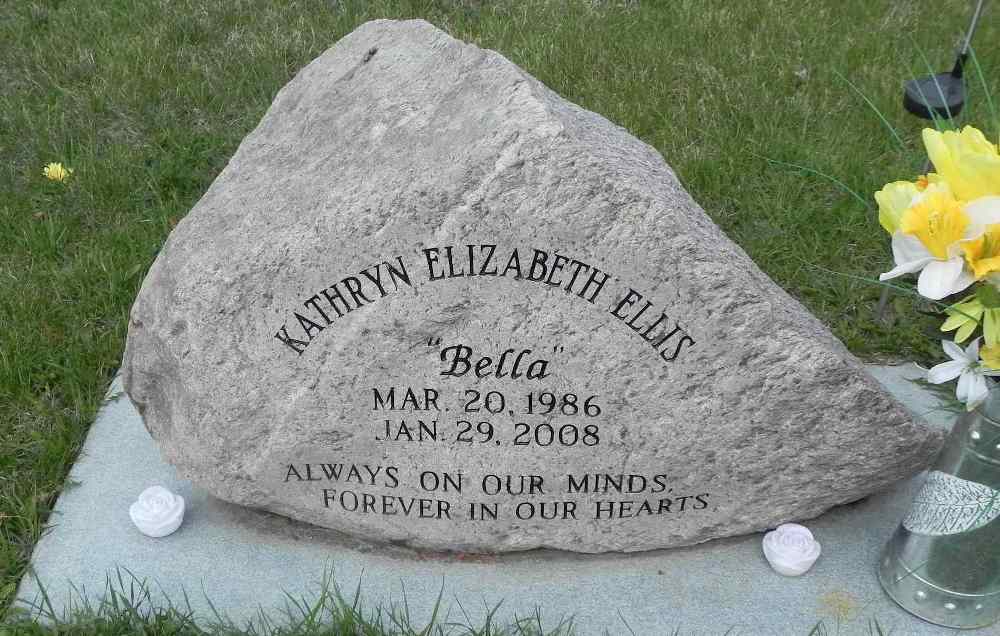 KATHRYN ELIZABETH ELLIS
"Bella"
MAR. 20, 1986
JAN. 29, 2008
ALWAYS ON OUR MINDS,
FOREVER IN OUR HEARTS.